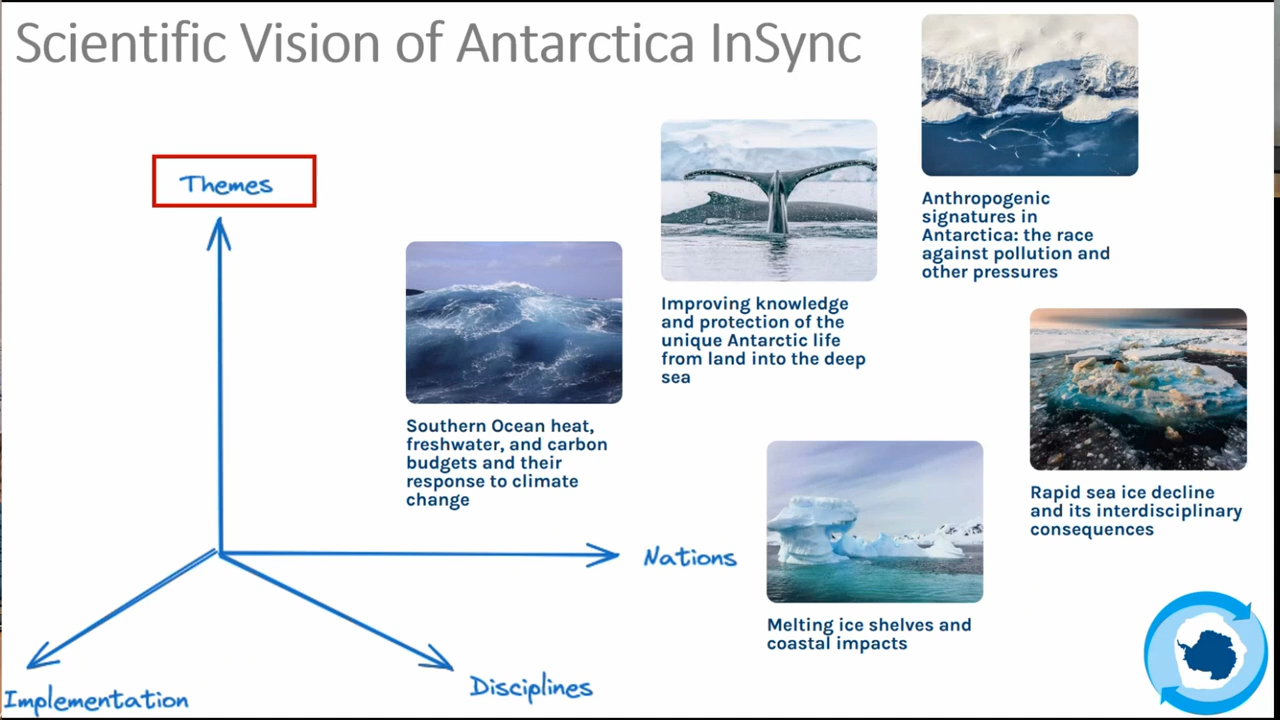 Scientific Vision of Antarctica InSync
Themes
Anthropogenic
signatures in
Antarctica: the race
against pollution and
other pressures
Improving knowledge
and protection of the
unique Antarctic life
from land into the deep
sea
Southern Ocean heat,
freshwater, and carbon
budgets and their
response to climate
change
Rapid sea ice decline
and its interdisciplinary
consequences
Nations
Melting ice shelves and
coastal impacts
Disciplines
Implementation